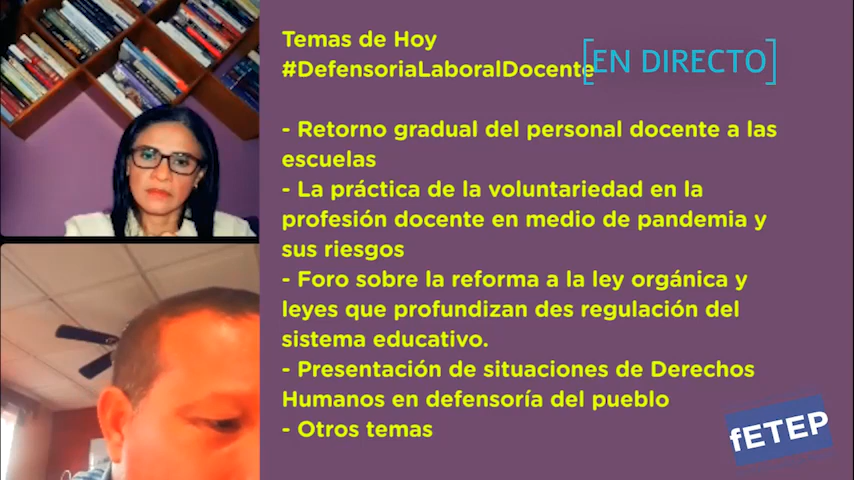 Temas de Hoy
#DefensoriaLaboralDocente
[EN DIRECTO]
- Retorno gradual del personal docente a las
escuelas
- La práctica de la voluntariedad en la
profesión docente en medio de pandemia y
sus riesgos
- Foro sobre la reforma a la ley orgánica y
leyes que profundizan des regulación del
sistema educativo.
- Presentación de situaciones de Derechos
Humanos en defensoría del pueblo
- Otros temas
fETEP